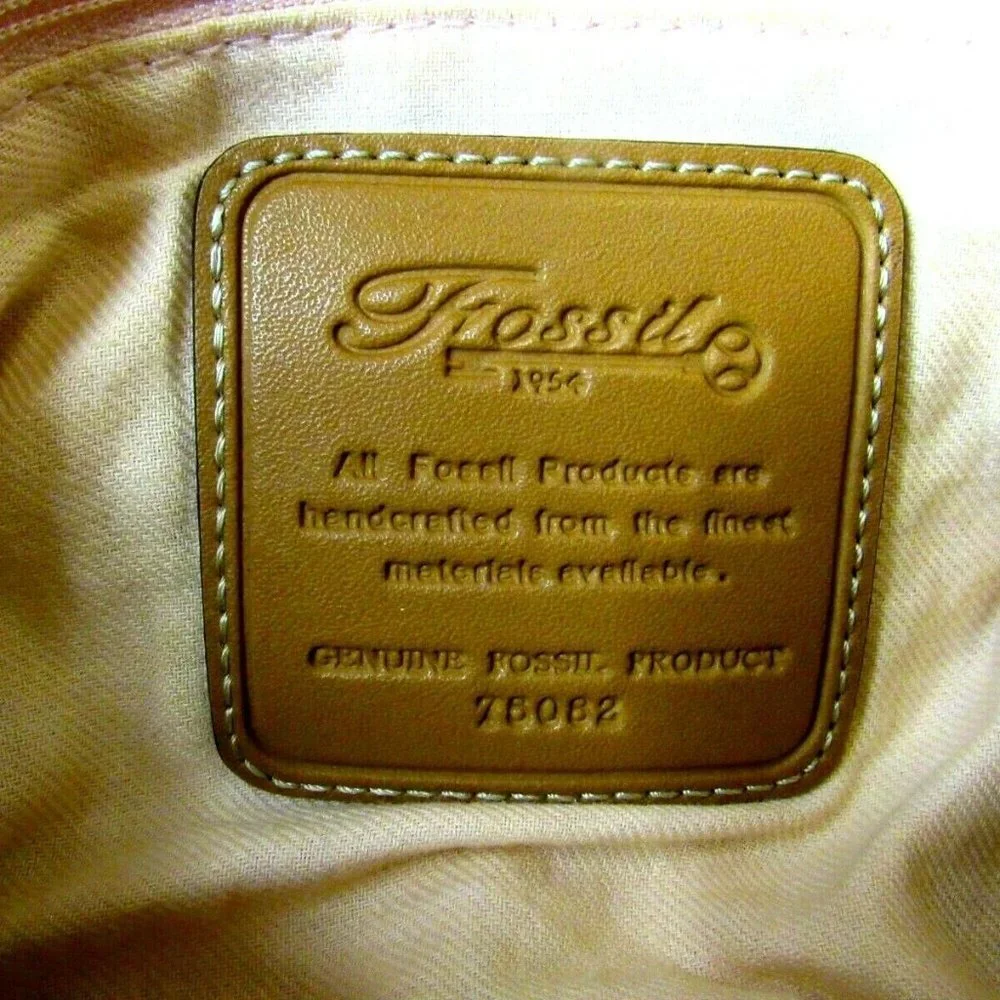 Fossil
1954
All Fossil Products are
handcrafted from the finest
materials available.
GENUINE FOSSIL PRODUCT
75082